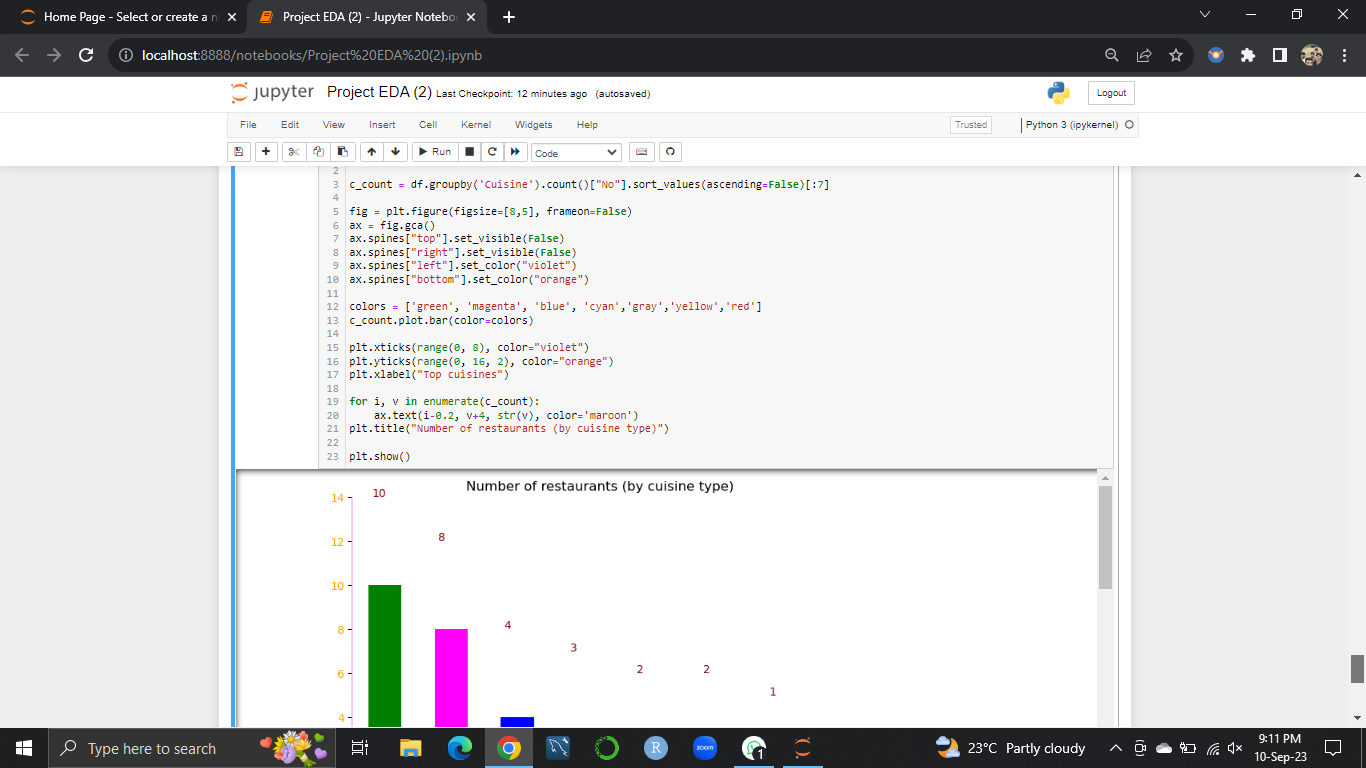 Home Page - Select or create a n
Project EDA (2) - Jupyter Notebo
localhost:8888/notebooks/Project%20EDA%20(2).ipynb
jupyter Project EDA (2) Last Checkpoint: 12 minutes ago (autosaved)
Logout
File Edit View Insert Cell Kernel Widgets Help
Trusted
Python 3 (ipykernel)
Run
Code
2
3 c_count = df.groupby('Cuisine').count()["No"].sort_values(ascending=False)[:7]
4
5 fig = plt.figure(figsize=[8,5], frameon=False)
6 ax = fig.gca()
7 ax.spines["top"].set_visible(False)
8 ax.spines["right"].set_visible(False)
9 ax.spines["left"].set_color("violet")
10 ax.spines["bottom"].set_color("orange")
11
12 colors = ['green', 'magenta', 'blue', 'cyan','gray','yellow','red']
13 c_count.plot.bar(color=colors)
14
15 plt.xticks(range(0, 8), color="violet")
16 plt.yticks(range(0, 16, 2), color="orange")
17 plt.xlabel("Top cuisines")
18
19 for i, v in enumerate(c_count):
20     ax.text(i-0.2, v+4, str(v), color='maroon')
21 plt.title("Number of restaurants (by cuisine type)")
22
23 plt.show()
Number of restaurants (by cuisine type)
14
10
12
8
10
8
4
3
6
2
2
1
4
Type here to search
R
zoom
1
23°C Partly cloudy
9:11 PM
10-Sep-23